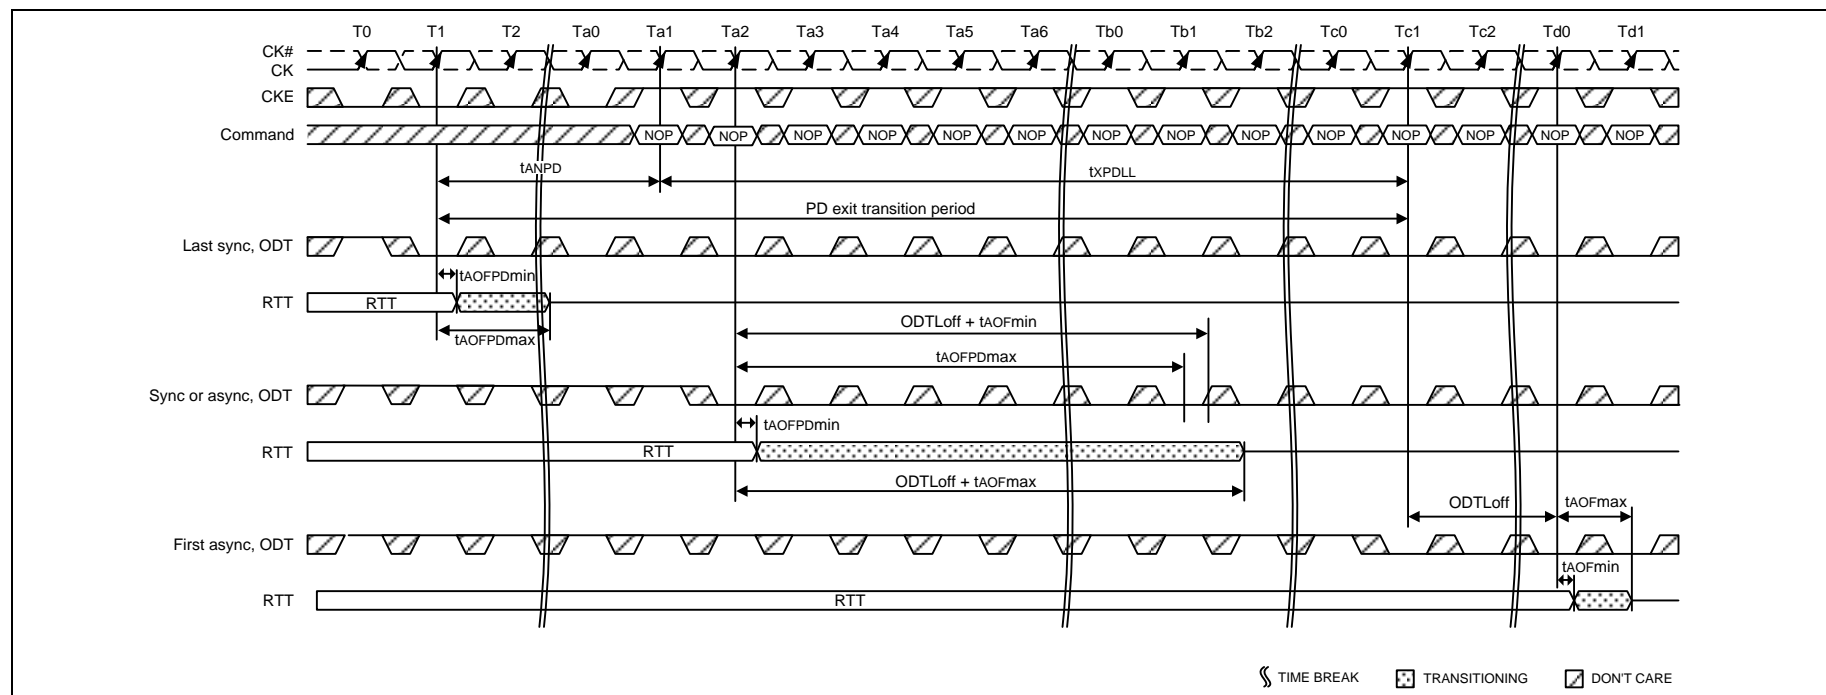 T0 T1 T2 Ta0 Ta1 Ta2 Ta3 Ta4 Ta5 Ta6 Tb0 Tb1 Tb2 Tc0 Tc1 Tc2 Td0 Td1
CK#
CK
CKE
Command NOP NOP NOP NOP NOP NOP NOP NOP NOP NOP NOP NOP NOP NOP
tANPD tXPDLL
PD exit transition period
Last sync, ODT
tAOFPDmin
RTT RTT
tAOFPDmax
ODTLoff + tAOFmin
tAOFPDmax
Sync or async, ODT
tAOFPDmin
RTT RTT
ODTLoff + tAOFmax
ODTLoff tAOFmax
First async, ODT
tAOFmin
RTT RTT
TIME BREAK TRANSITIONING DON'T CARE